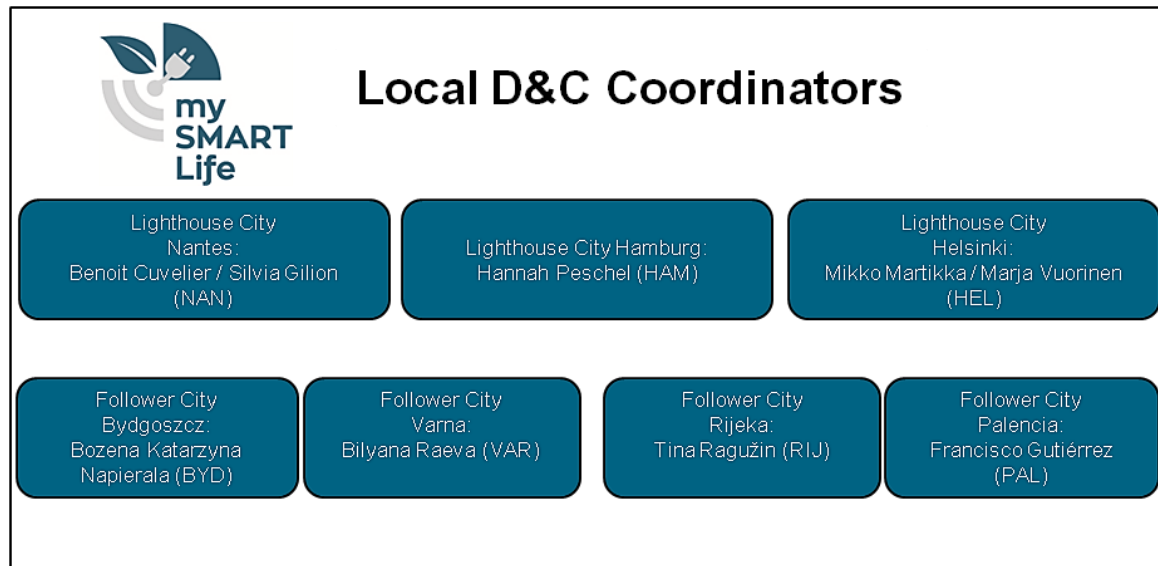 my
SMART
Life
Local D&C Coordinators
Lighthouse City
Nantes:
Benoit Cuvelier / Silvia Gilion
(NAN)
Lighthouse City Hamburg:
Hannah Peschel (HAM)
Lighthouse City
Helsinki:
Mikko Martikka / Marja Vuorinen
(HEL)
Follower City
Bydgoszcz:
Bozena Katarzyna
Napierala (BYD)
Follower City
Varna:
Bilyana Raeva (VAR)
Follower City
Rijeka:
Tina Ragužin (RIJ)
Follower City
Palencia:
Francisco Gutiérrez
(PAL)